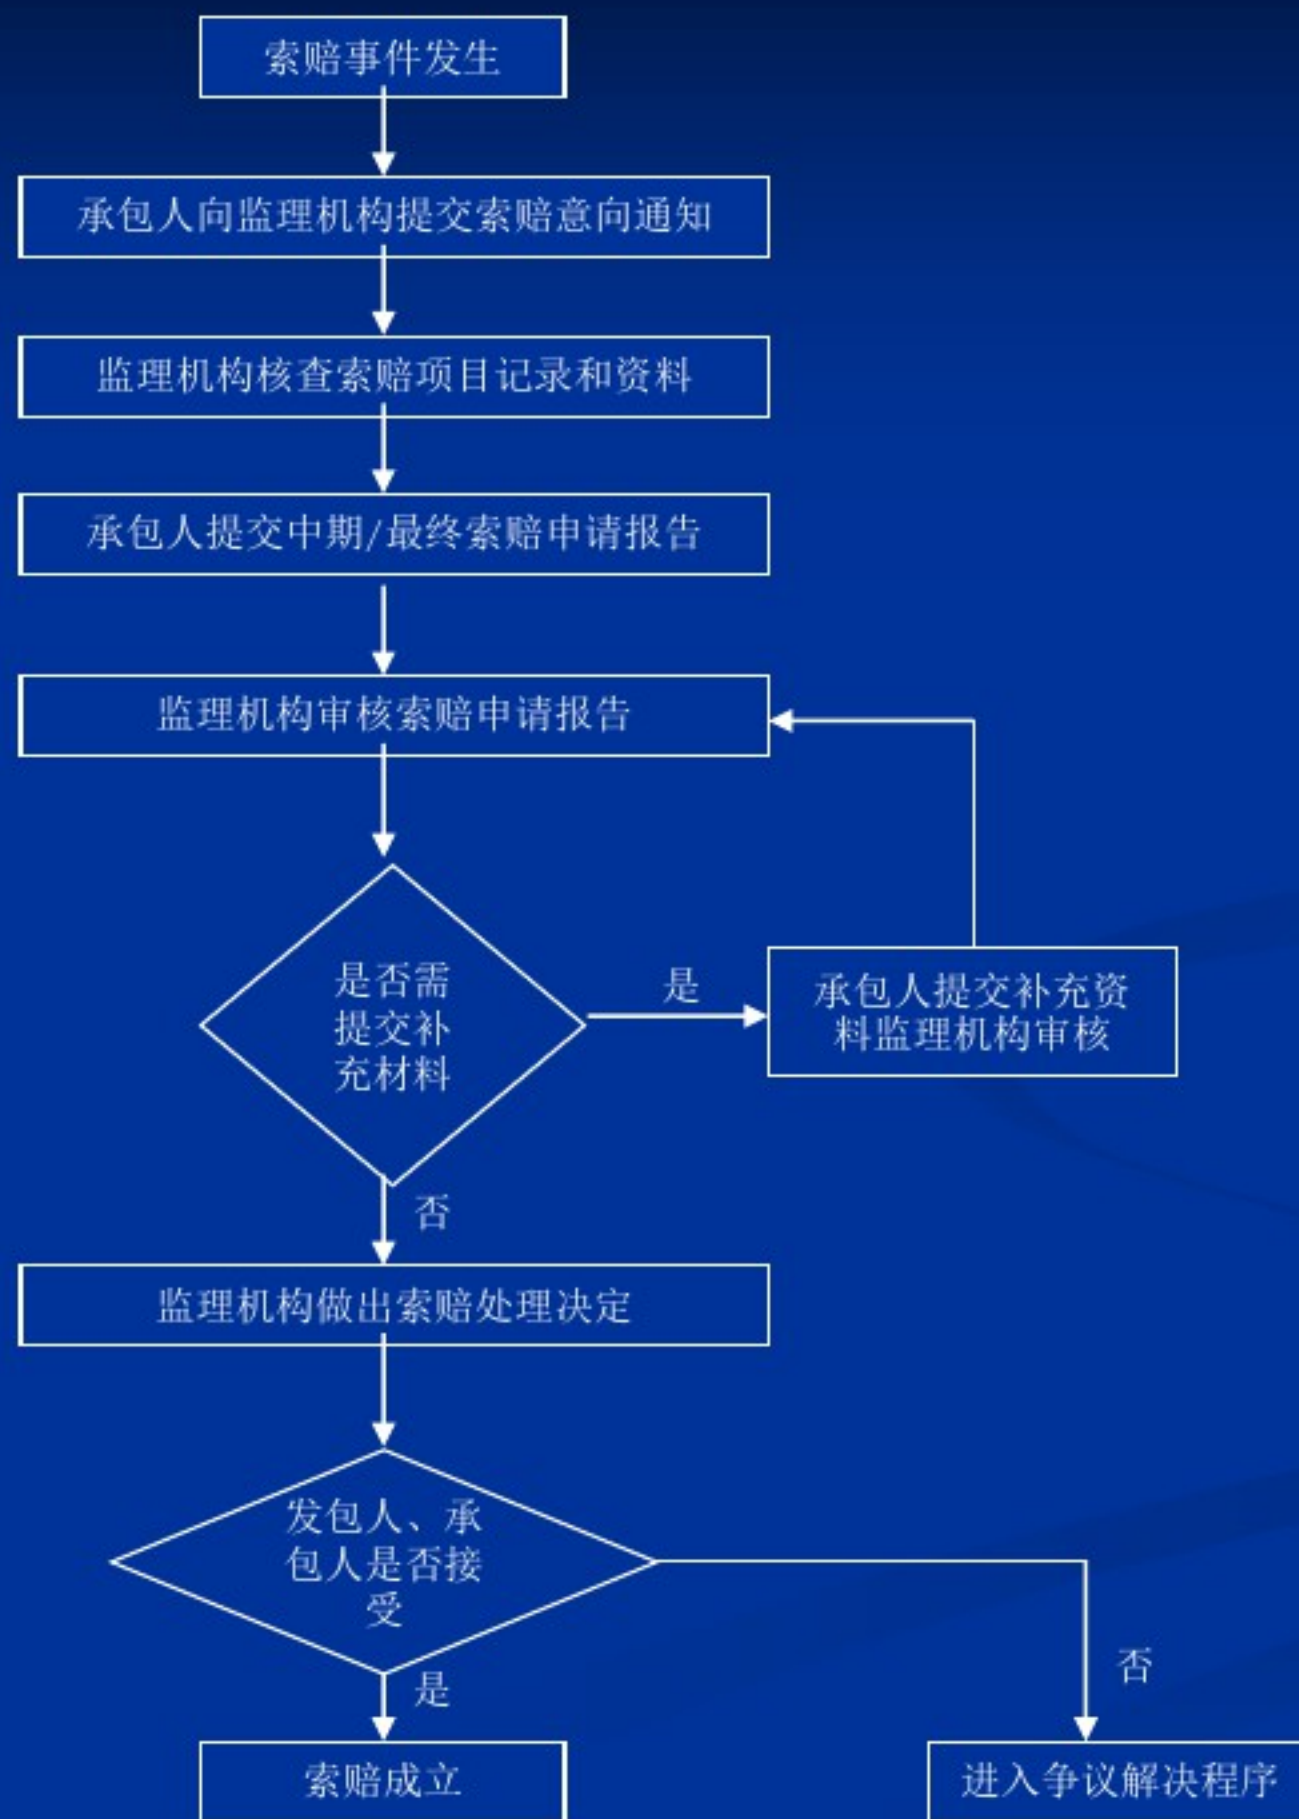 索赔事件发生
承包人向监理机构提交索赔意向通知
监理机构核查索赔项目记录和资料
承包人提交中期/最终索赔申请报告
监理机构审核索赔申请报告
是否需
提交补
充材料
是
承包人提交补充资
料监理机构审核
否
监理机构做出索赔处理决定
发包人、承
包人是否接
受
否
是
索赔成立
进入争议解决程序